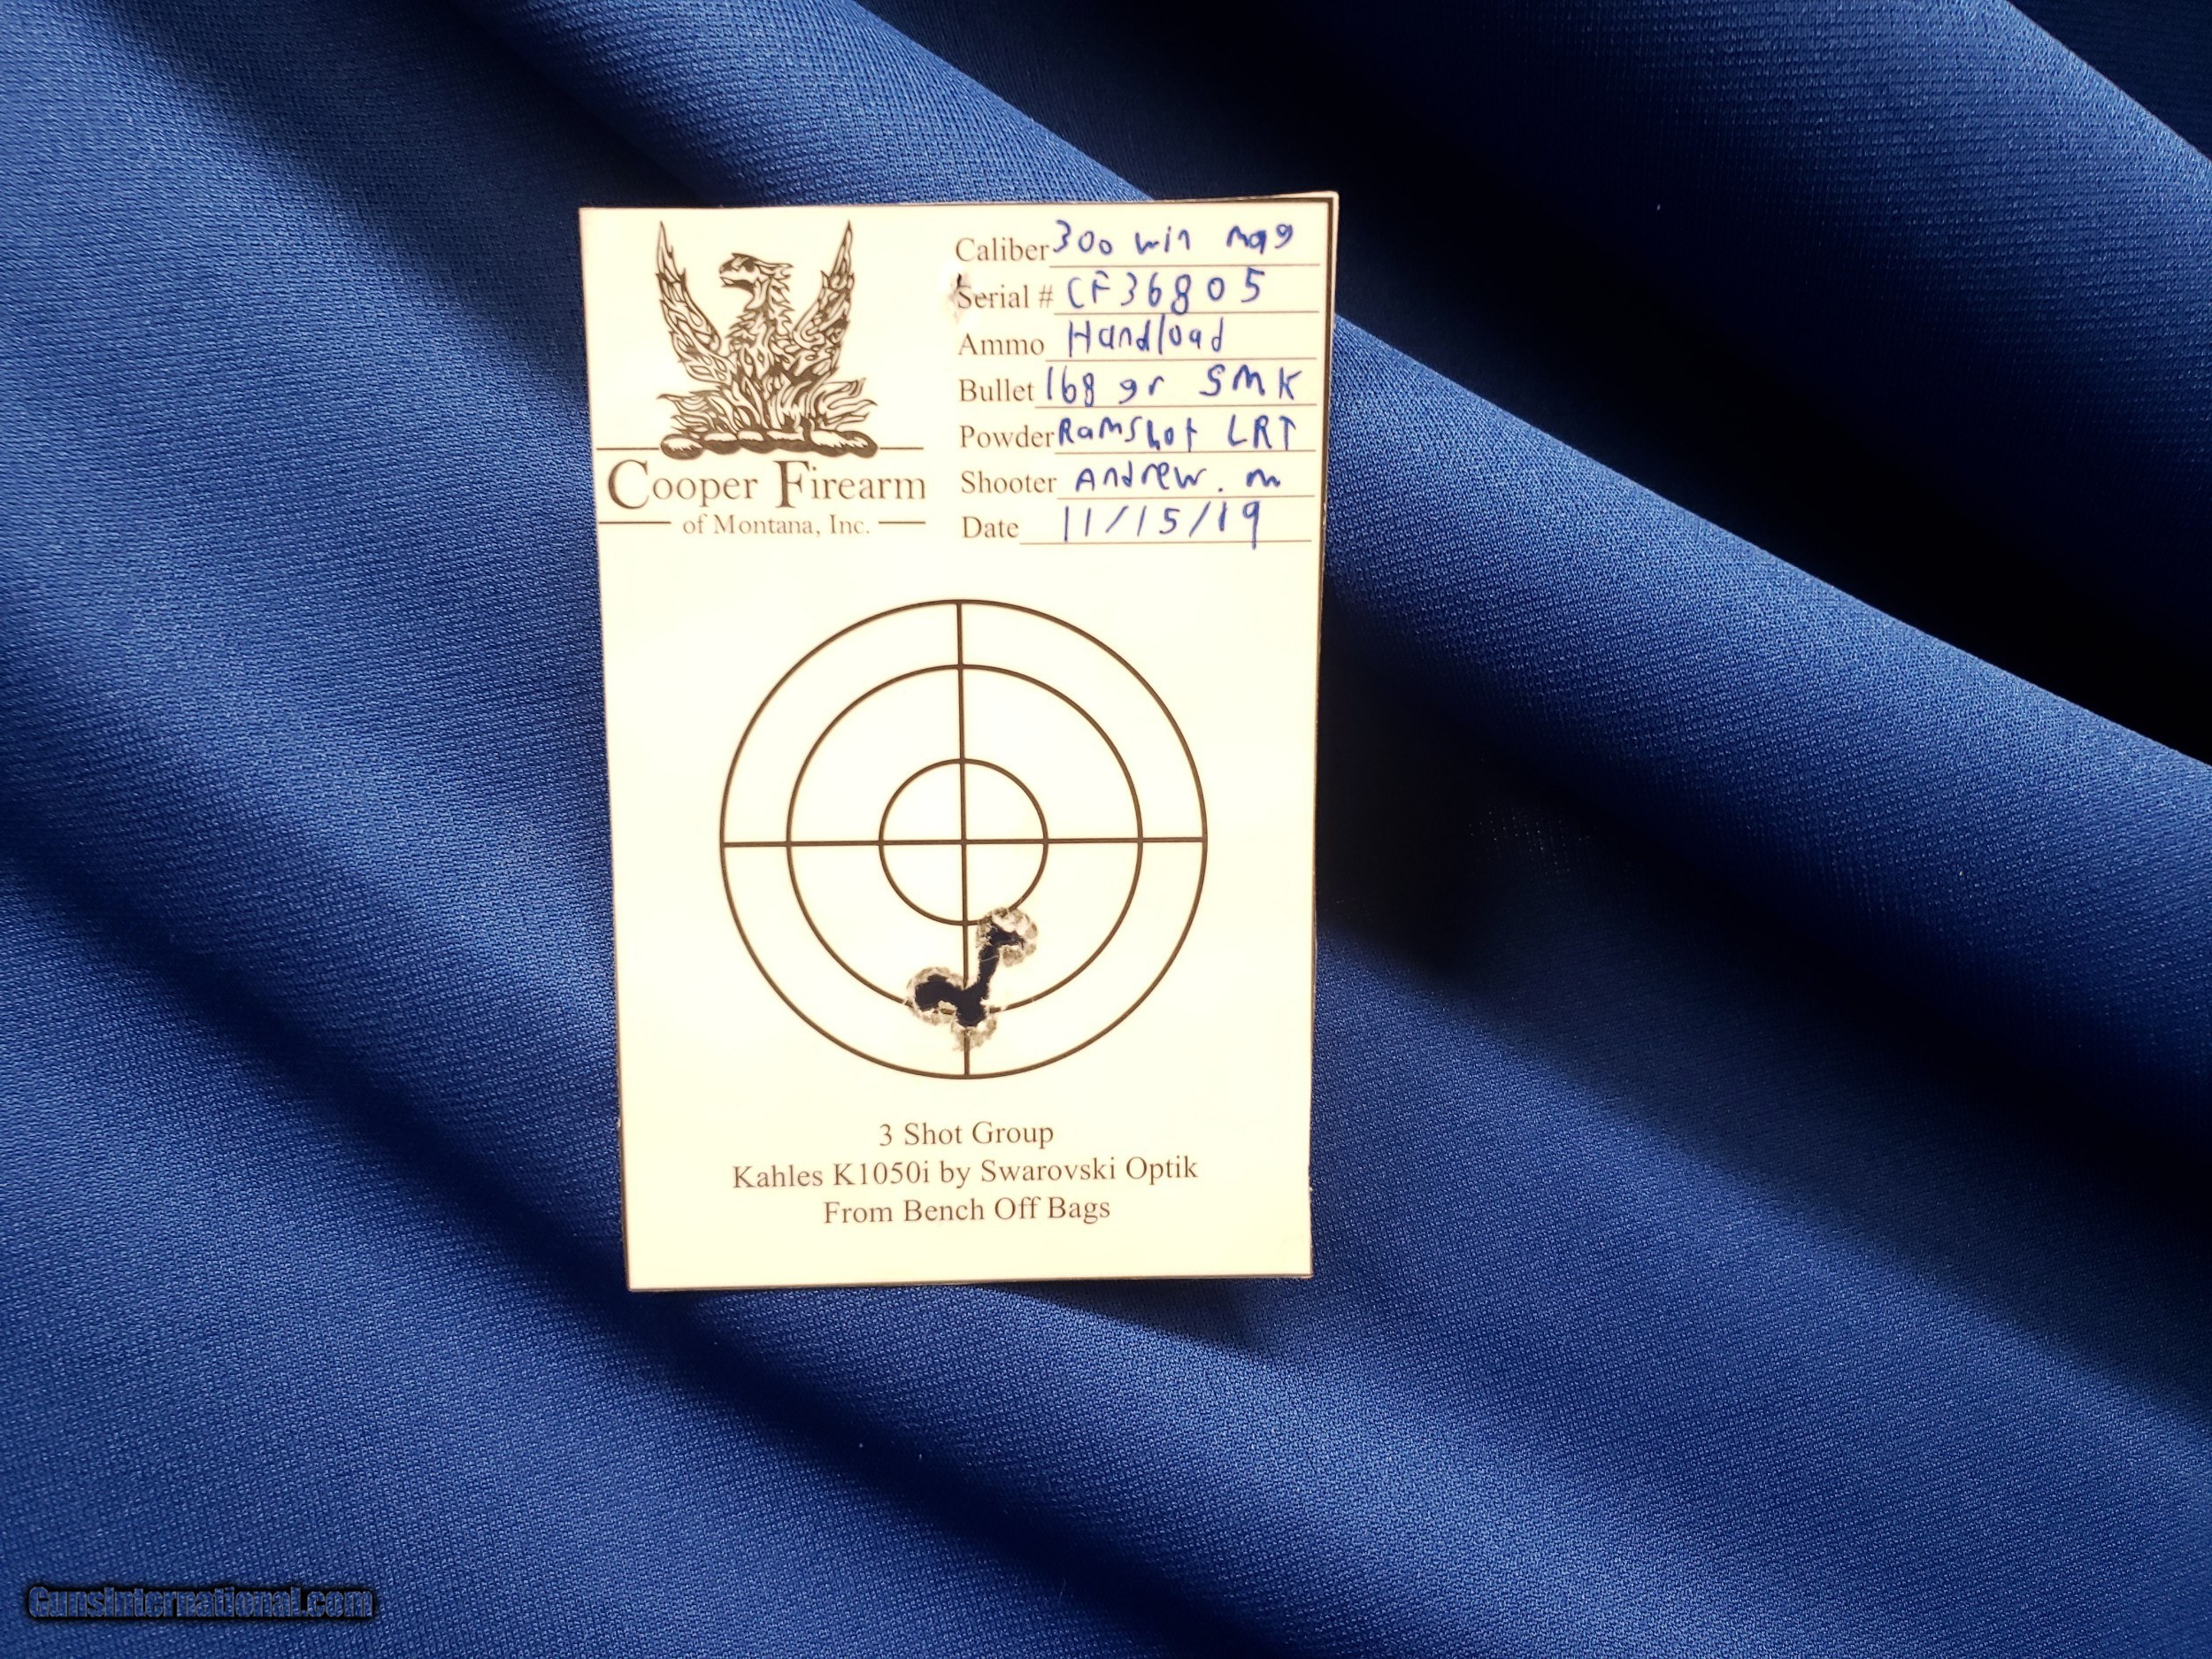 Caliber 300 win mag
Serial # CF36805
Ammo Handload
Bullet 168 gr SMK
Powder Ramshot LRT
Shooter Andrew. m
Date 11/15/19
Cooper Firearm
of Montana, Inc.
3 Shot Group
Kahles K1050i by Swarovski Optik
From Bench Off Bags
GunsInternational.com